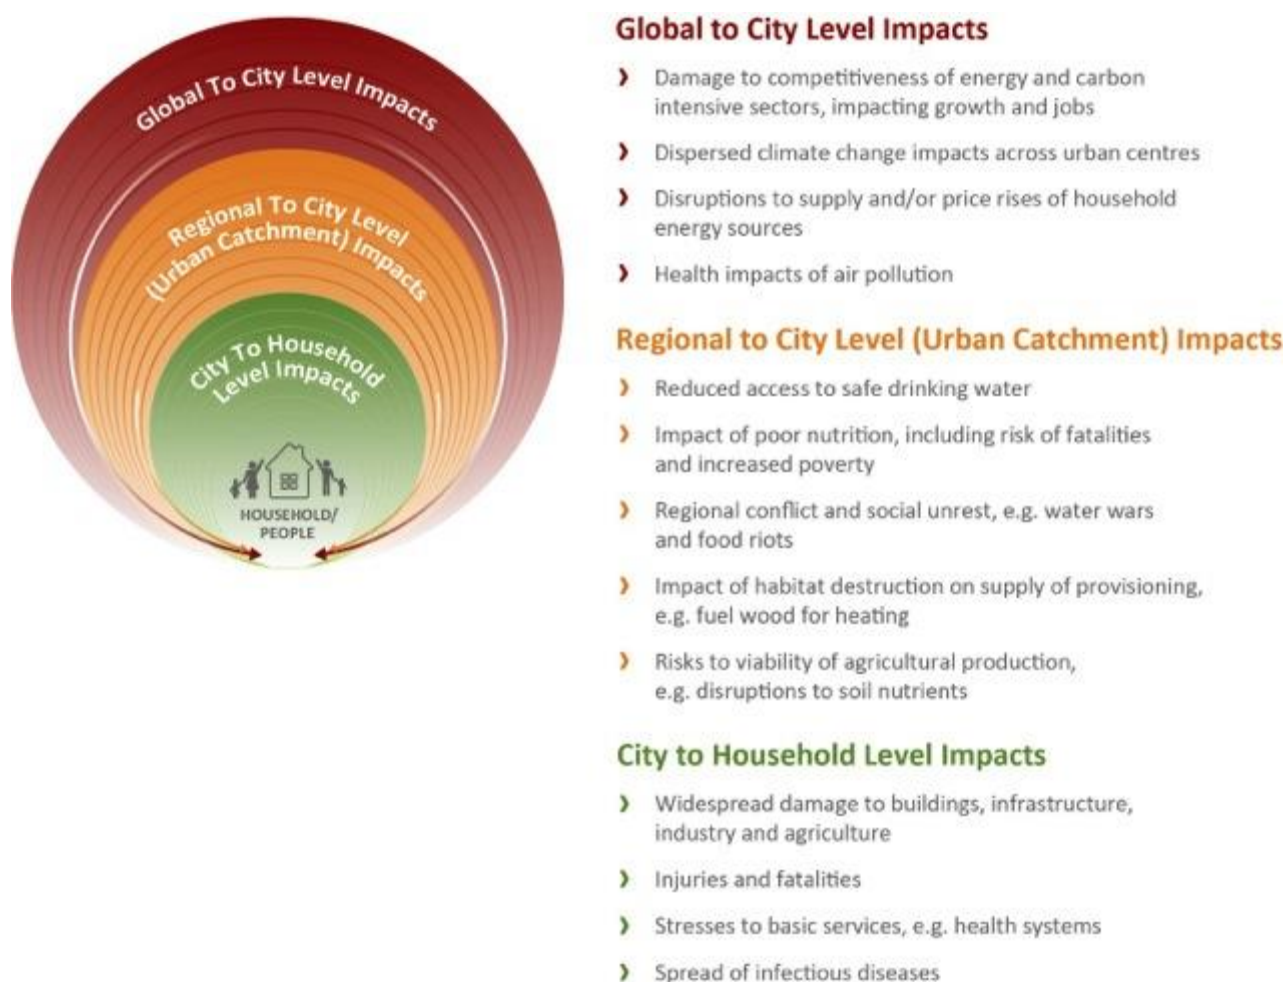 Global To City Level Impacts
Regional To City Level
(Urban Catchment) Impacts
City To Household
Level Impacts
HOUSEHOLD/
PEOPLE
Global to City Level Impacts
Damage to competitiveness of energy and carbon
intensive sectors, impacting growth and jobs
Dispersed climate change impacts across urban centres
Disruptions to supply and/or price rises of household
energy sources
Health impacts of air pollution
Regional to City Level (Urban Catchment) Impacts
Reduced access to safe drinking water
Impact of poor nutrition, including risk of fatalities
and increased poverty
Regional conflict and social unrest, e.g. water wars
and food riots
Impact of habitat destruction on supply of provisioning,
e.g. fuel wood for heating
Risks to viability of agricultural production,
e.g. disruptions to soil nutrients
City to Household Level Impacts
Widespread damage to buildings, infrastructure,
industry and agriculture
Injuries and fatalities
Stresses to basic services, e.g. health systems
Spread of infectious diseases